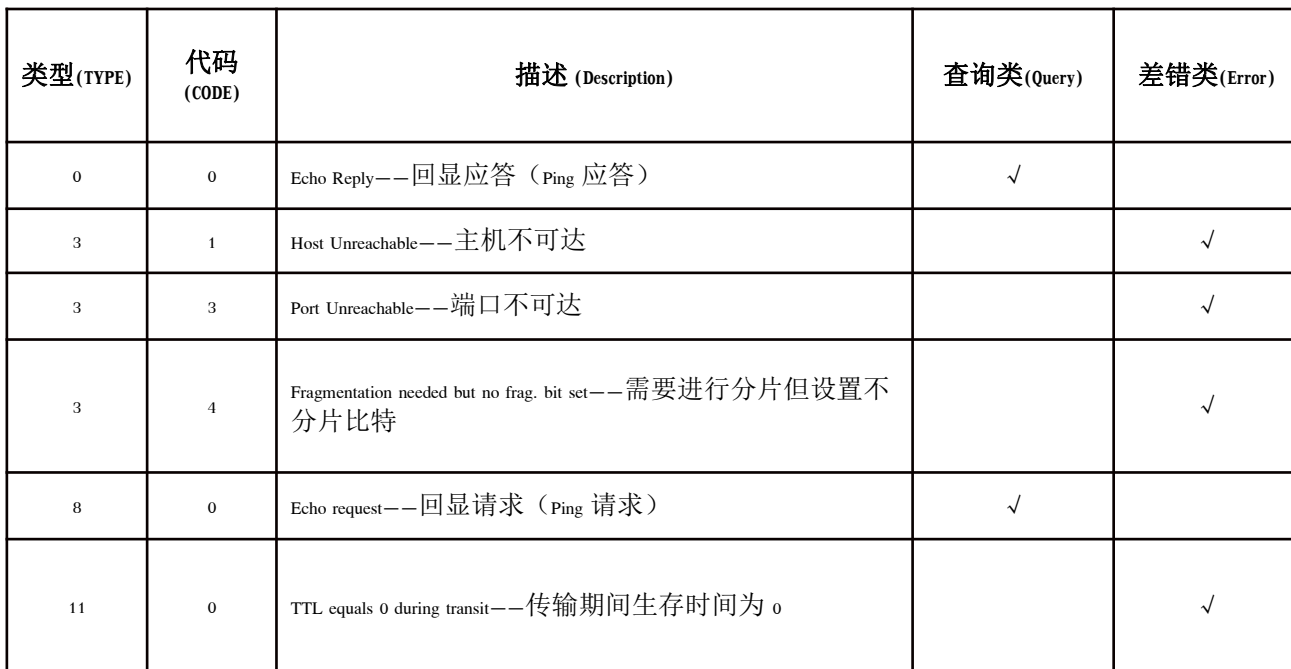 类型(TYPE) 代码(CODE) 描述 (Description) 查询类(Query) 差错类(Error)
0 0 Echo Reply——回显应答（Ping 应答） √
3 1 Host Unreachable——主机不可达 √
3 3 Port Unreachable——端口不可达 √
3 4 Fragmentation needed but no frag. bit set——需要进行分片但设置不
分片比特 √
8 0 Echo request——回显请求（Ping 请求） √
11 0 TTL equals 0 during transit——传输期间生存时间为 0 √